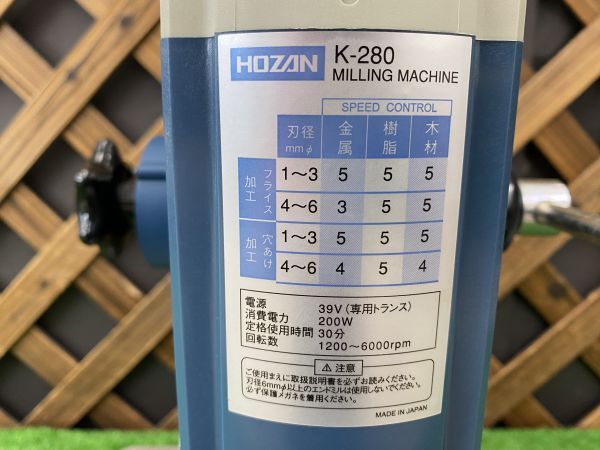 HOZAN K-280
MILLING MACHINE
SPEED CONTROL
刃径 mmφ 金属 樹脂 木材
フライス加工 1～3 5 5 5
4～6 3 5 5
穴あけ加工 1～3 5 5 5
4～6 4 5 4
電源 39V(専用トランス)
消費電力 200W
定格使用時間 30分
回転数 1200～6000rpm
⚠ 注意
ご使用まえに取扱説明書を必ずお読みください。
刃径6mmφ以上のエンドミルは使用しないでください。
必ず保護メガネを着用ください。
MADE IN JAPAN